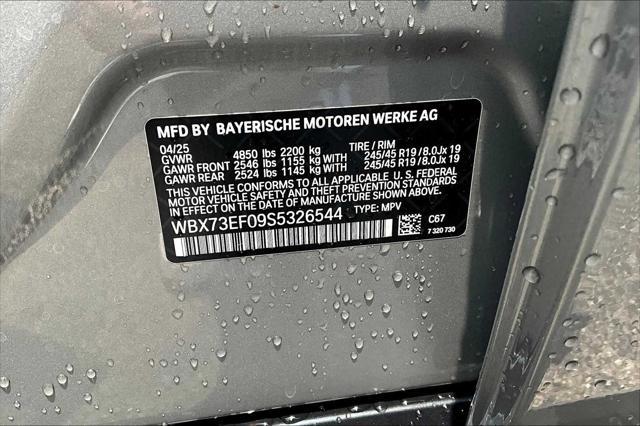 MFD BY BAYERISCHE MOTOREN WERKE AG
04/25 TIRE / RIM
GVWR 4850 lbs 2200 kg
GAWR FRONT 2546 lbs 1155 kg WITH 245/45 R19 / 8.0Jx 19
GAWR REAR 2524 lbs 1145 kg WITH 245/45 R19 / 8.0Jx 19
THIS VEHICLE CONFORMS TO ALL APPLICABLE U.S. FEDERAL
MOTOR VEHICLE SAFETY AND THEFT PREVENTION STANDARDS
IN EFFECT ON THE DATE OF MANUFACTURE SHOWN ABOVE.
WBX73EF09S5326544 TYPE: MPV
C67
7 320 730